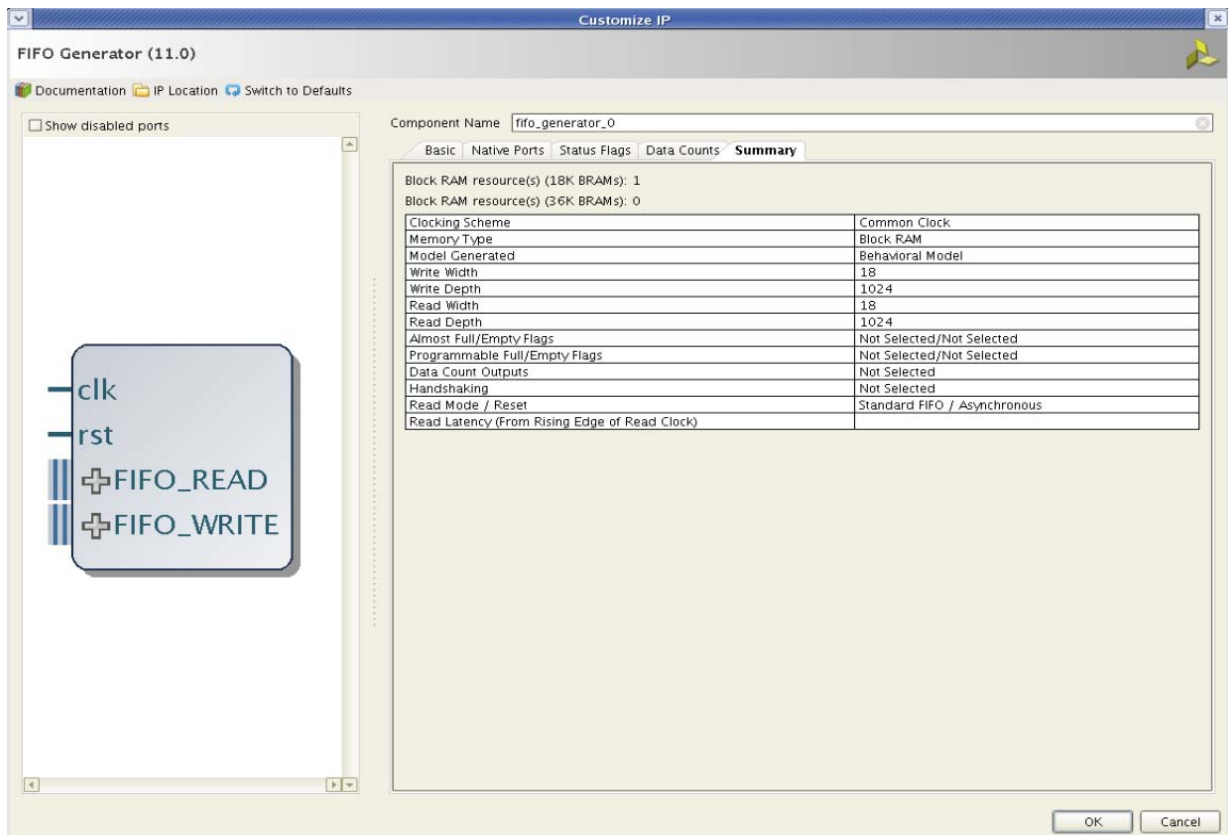 Customize IP
FIFO Generator (11.0)
Documentation IP Location Switch to Defaults
Show disabled ports
clk
rst
FIFO_READ
FIFO_WRITE
Component Name fifo_generator_0
Basic Native Ports Status Flags Data Counts Summary
Block RAM resource(s) (18K BRAMs): 1
Block RAM resource(s) (36K BRAMs): 0
Clocking Scheme Common Clock
Memory Type Block RAM
Model Generated Behavioral Model
Write Width 18
Write Depth 1024
Read Width 18
Read Depth 1024
Almost Full/Empty Flags Not Selected/Not Selected
Programmable Full/Empty Flags Not Selected/Not Selected
Data Count Outputs Not Selected
Handshaking Not Selected
Read Mode / Reset Standard FIFO / Asynchronous
Read Latency (From Rising Edge of Read Clock)
OK Cancel